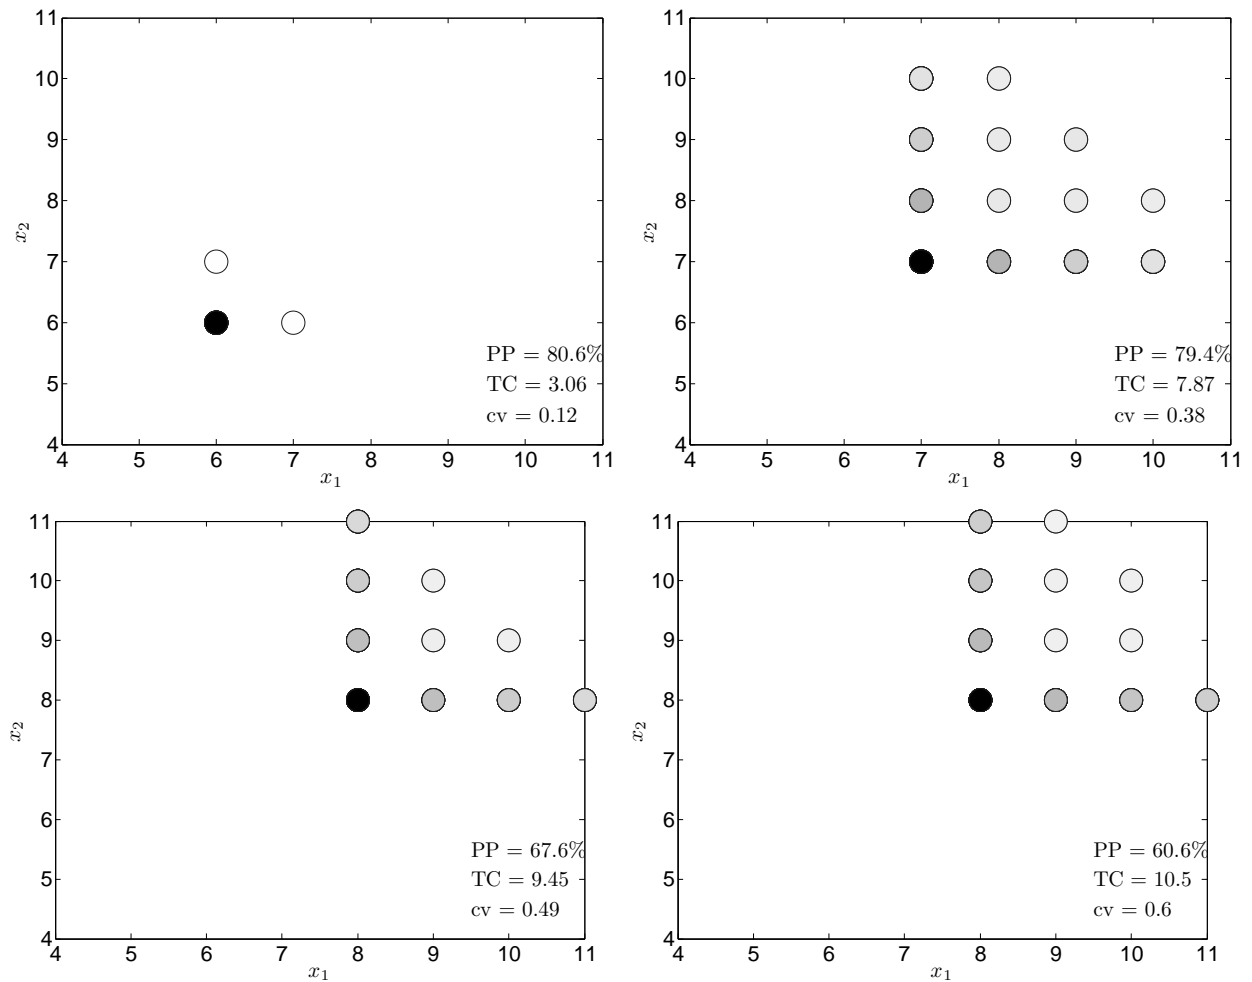 11
10
9
8
7
6
5
4
x₂
4 5 6 7 8 9 10 11
x₁
PP = 80.6%
TC = 3.06
cv = 0.12
11
10
9
8
7
6
5
4
x₂
4 5 6 7 8 9 10 11
x₁
PP = 79.4%
TC = 7.87
cv = 0.38
11
10
9
8
7
6
5
4
x₂
4 5 6 7 8 9 10 11
x₁
PP = 67.6%
TC = 9.45
cv = 0.49
11
10
9
8
7
6
5
4
x₂
4 5 6 7 8 9 10 11
x₁
PP = 60.6%
TC = 10.5
cv = 0.6